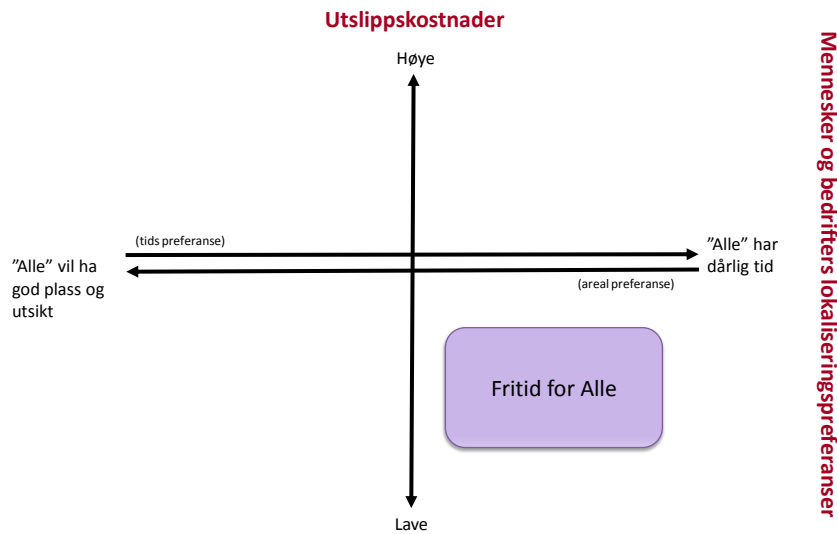 Utslippskostnader
Høye
Mennesker og bedrifters lokaliseringspreferanser
(tids preferanse)
”Alle” vil ha
god plass og
utsikt
”Alle” har
dårlig tid
(areal preferanse)
Fritid for Alle
Lave